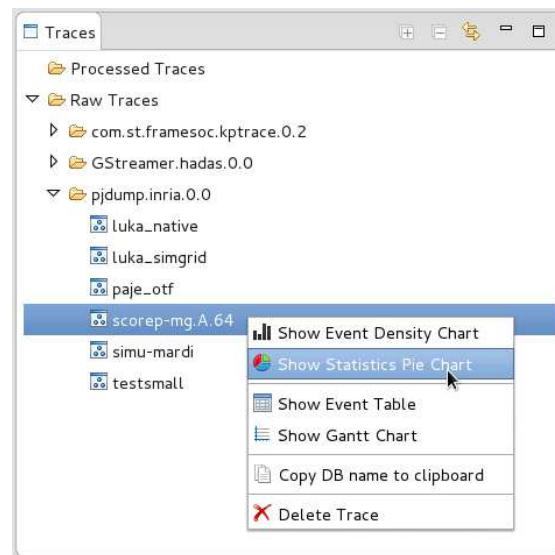 Traces
Processed Traces
Raw Traces
com.st.framesoc.kptrace.0.2
GStreamer.hadas.0.0
pjdump.inria.0.0
luka_native
luka_simgrid
paje_otf
scorep-mg.A.64
simu-mardi
testsmall
Show Event Density Chart
Show Statistics Pie Chart
Show Event Table
Show Gantt Chart
Copy DB name to clipboard
Delete Trace